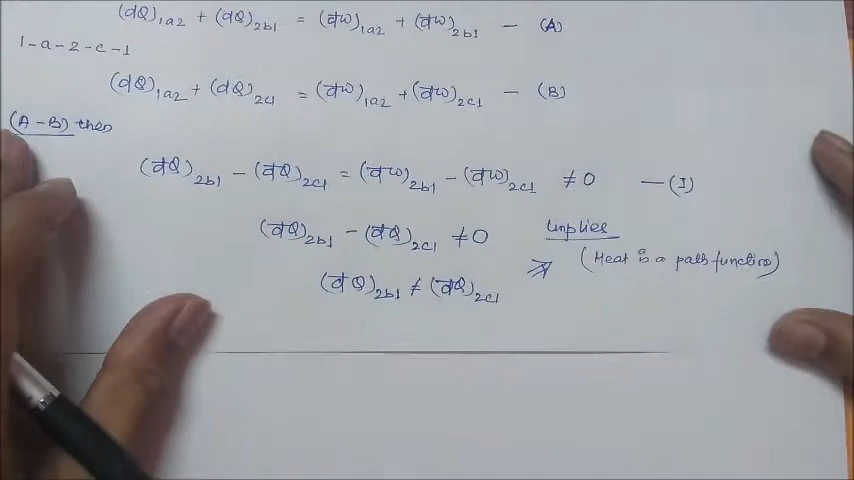 (đQ)₁ₐ₂ + (đQ)₂b₁ = (đW)₁ₐ₂ + (đW)₂b₁ — (A)
1-a-2-c-1
(đQ)₁ₐ₂ + (đQ)₂c₁ = (đW)₁ₐ₂ + (đW)₂c₁ — (B)
(A-B) then
(đQ)₂b₁ - (đQ)₂c₁ = (đW)₂b₁ - (đW)₂c₁ ≠ 0 — (I)
(đQ)₂b₁ - (đQ)₂c₁ ≠ 0 Implies
⇒ (Heat is a path function)
(đQ)₂b₁ ≠ (đQ)₂c₁